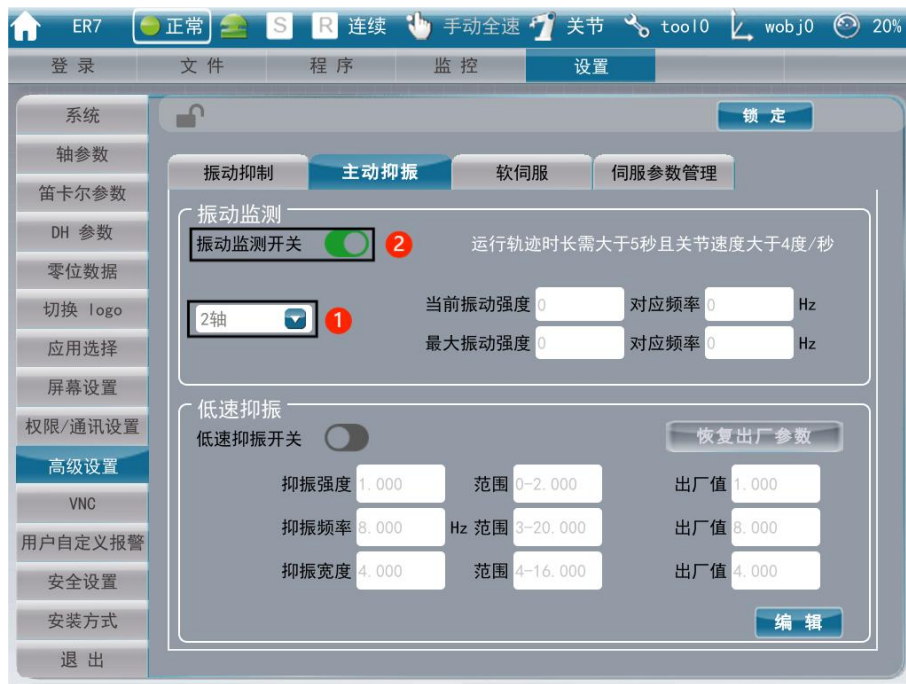 ER7 正常 S R 连续 手动全速 关节 tool0 wobj0 20%
登录 文件 程序 监控 设置
系统
轴参数
笛卡尔参数
DH 参数
零位数据
切换 logo
应用选择
屏幕设置
权限/通讯设置
高级设置
VNC
用户自定义报警
安全设置
安装方式
退出
锁定
振动抑制 主动抑振 软伺服 伺服参数管理
振动监测
振动监测开关 2 运行轨迹时长需大于5秒且关节速度大于4度/秒
2轴 1
当前振动强度 0 对应频率 0 Hz
最大振动强度 0 对应频率 0 Hz
低速抑振
低速抑振开关 恢复出厂参数
抑振强度 1.000 范围 0-2.000 出厂值 1.000
抑振频率 8.000 Hz 范围 3-20.000 出厂值 8.000
抑振宽度 4.000 范围 4-16.000 出厂值 4.000
编辑